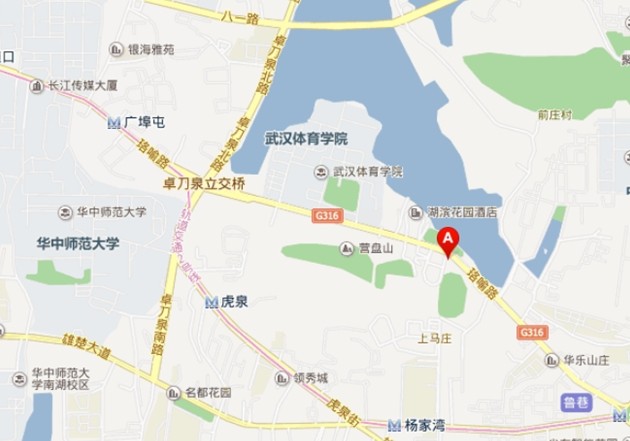 八一路
银海雅苑
卓刀泉北路
长江传媒大厦
前庄村
广埠屯
珞喻路
卓刀泉北路
武汉体育学院
武汉体育学院
卓刀泉立交桥
华中师范大学
G316
湖滨花园酒店
A
华中师范大学
营盘山
珞喻路
虎泉
卓刀泉南路
G316
上马庄
雄楚大道
华乐山庄
华中师范大
学南湖校区
领秀城
名都花园
鲁巷
虎泉街
杨家湾